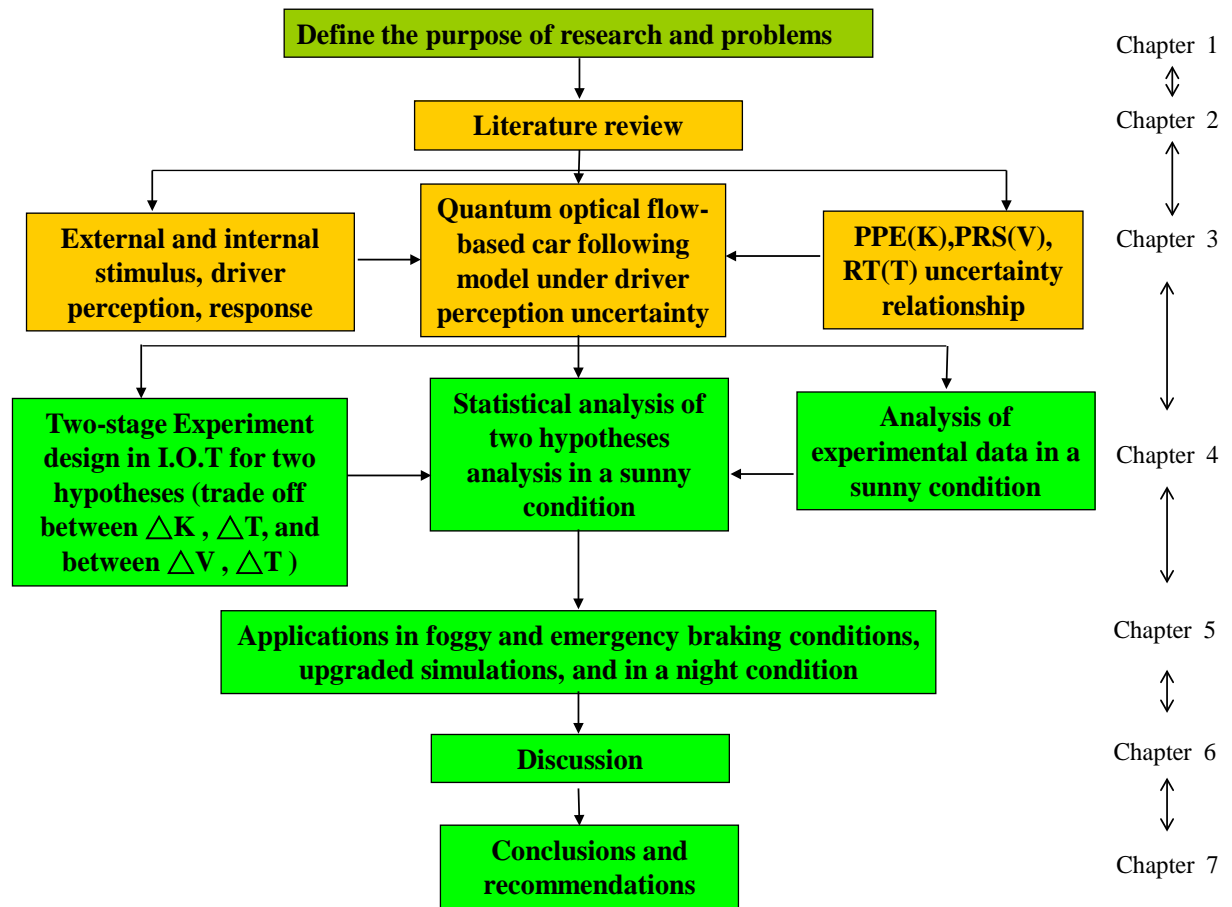 Define the purpose of research and problems
Chapter 1
Literature review
Chapter 2
External and internal
stimulus, driver
perception, response
Quantum optical flow-
based car following
model under driver
perception uncertainty
PPE(K),PRS(V),
RT(T) uncertainty
relationship
Chapter 3
Two-stage Experiment
design in I.O.T for two
hypotheses (trade off
between △K , △T, and
between △V , △T )
Statistical analysis of
two hypotheses
analysis in a sunny
condition
Analysis of
experimental data in a
sunny condition
Chapter 4
Applications in foggy and emergency braking conditions,
upgraded simulations, and in a night condition
Chapter 5
Discussion
Chapter 6
Conclusions and
recommendations
Chapter 7